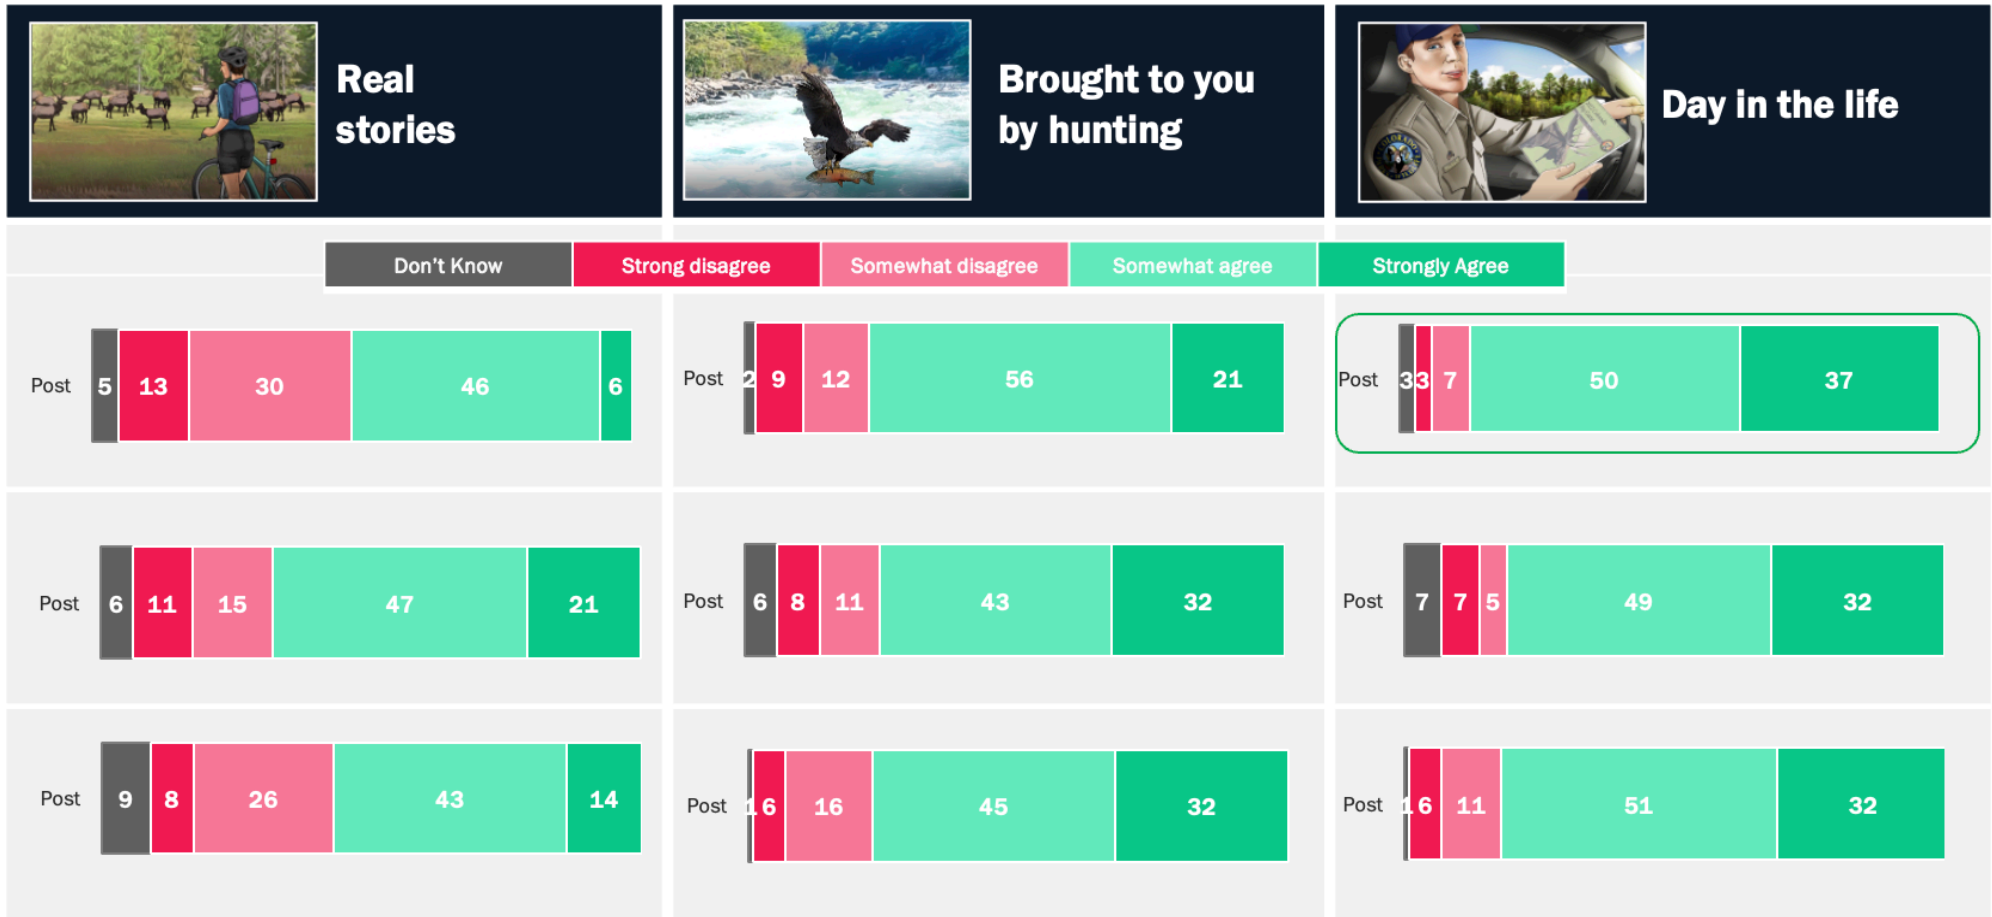 Real
stories
Brought to you
by hunting
Day in the life
Don't Know
Strong disagree
Somewhat disagree
Somewhat agree
Strongly Agree
Post 5 13 30 46 6
Post 2 9 12 56 21
Post 3 3 7 50 37
Post 6 11 15 47 21
Post 6 8 11 43 32
Post 7 7 5 49 32
Post 9 8 26 43 14
Post 1 6 16 45 32
Post 1 6 11 51 32